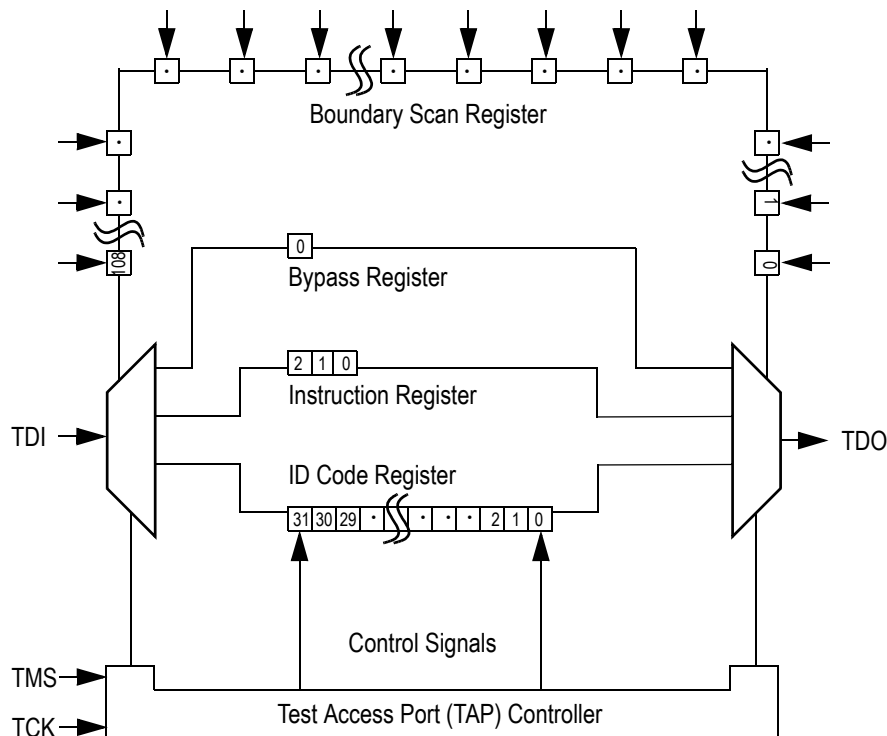 Boundary Scan Register
108
1
0
0
Bypass Register
2 1 0
Instruction Register
TDI
TDO
ID Code Register
31 30 29 · · · · 2 1 0
Control Signals
TMS
Test Access Port (TAP) Controller
TCK